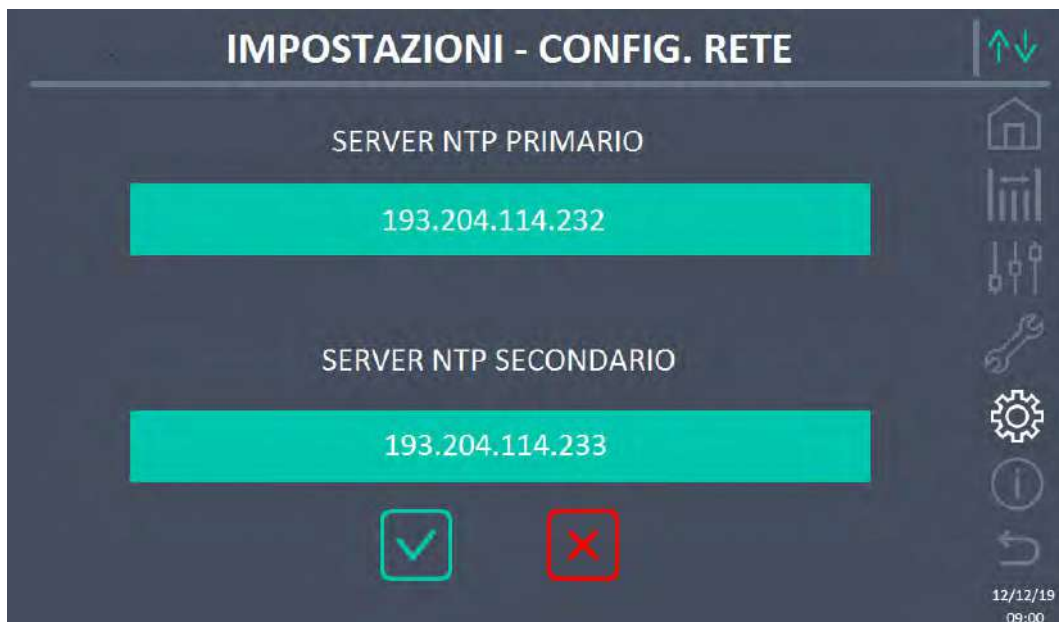 IMPOSTAZIONI - CONFIG. RETE
SERVER NTP PRIMARIO
193.204.114.232
SERVER NTP SECONDARIO
193.204.114.233
12/12/19
09:00